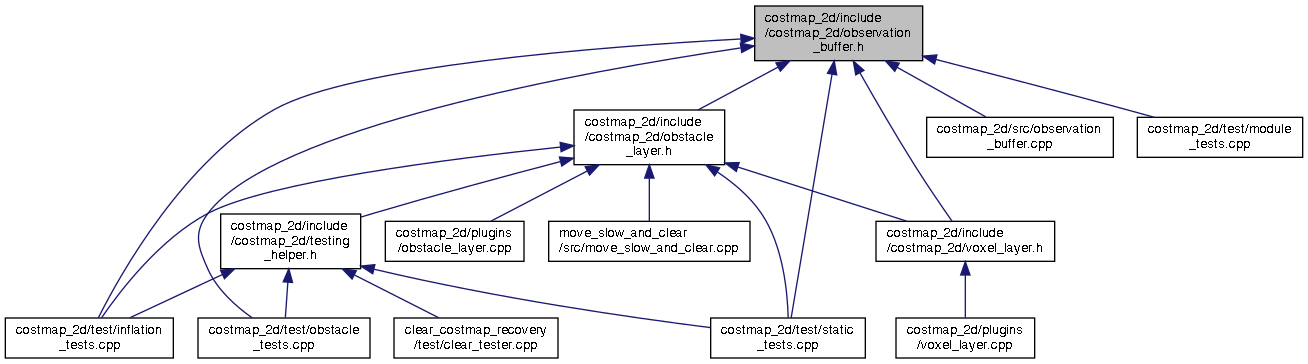 costmap_2d/include
/costmap_2d/observation
_buffer.h
costmap_2d/include
/costmap_2d/obstacle
_layer.h
costmap_2d/src/observation
_buffer.cpp
costmap_2d/test/module
_tests.cpp
costmap_2d/include
/costmap_2d/testing
_helper.h
costmap_2d/plugins
/obstacle_layer.cpp
move_slow_and_clear
/src/move_slow_and_clear.cpp
costmap_2d/include
/costmap_2d/voxel_layer.h
costmap_2d/test/inflation
_tests.cpp
costmap_2d/test/obstacle
_tests.cpp
clear_costmap_recovery
/test/clear_tester.cpp
costmap_2d/test/static
_tests.cpp
costmap_2d/plugins
/voxel_layer.cpp